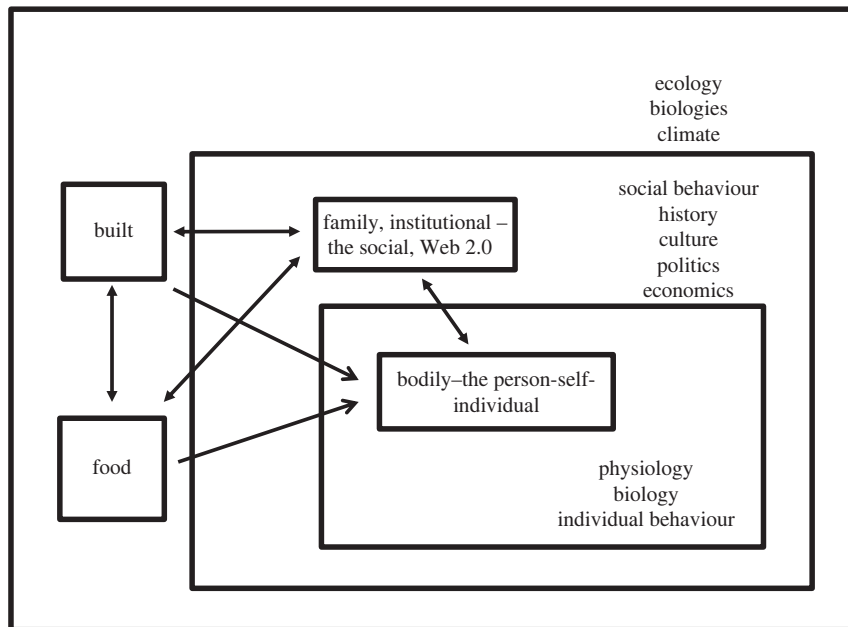 ecology
biologies
climate
social behaviour
history
culture
politics
economics
built
family, institutional –
the social, Web 2.0
bodily–the person-self-
individual
food
physiology
biology
individual behaviour